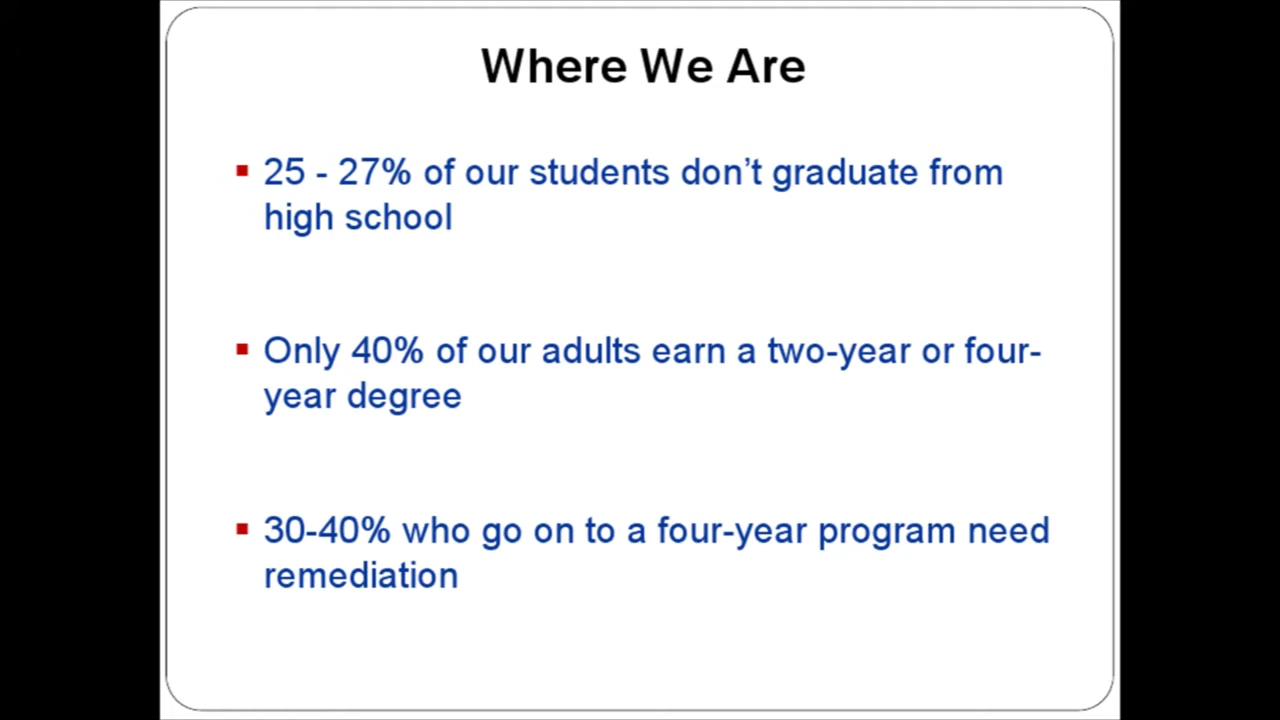 Where We Are
25 - 27% of our students don’t graduate from
high school
Only 40% of our adults earn a two-year or four-
year degree
30-40% who go on to a four-year program need
remediation